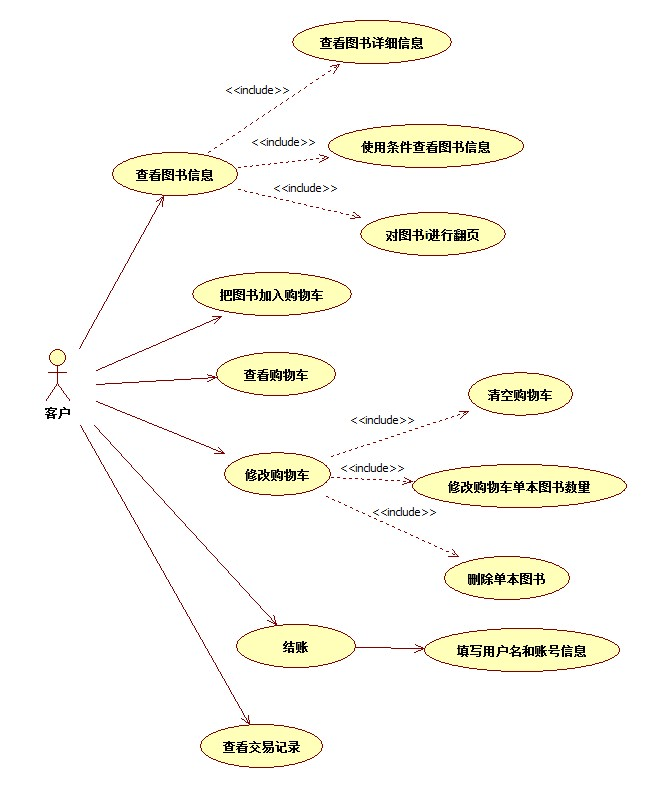 查看图书详细信息
<<include>>
<<include>>
使用条件查看图书信息
查看图书信息
<<include>>
对图书进行翻页
把图书加入购物车
查看购物车
清空购物车
客户
<<include>>
修改购物车
<<include>>
修改购物车单本图书数量
<<include>>
删除单本图书
结账
填写用户名和账号信息
查看交易记录